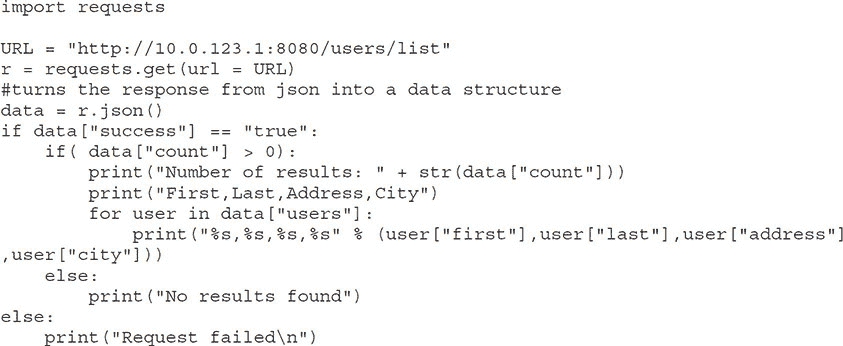 import requests

URL = "http://10.0.123.1:8080/users/list"
r = requests.get(url = URL)
#turns the response from json into a data structure
data = r.json()
if data["success"] == "true":
    if( data["count"] > 0):
        print("Number of results: " + str(data["count"]))
        print("First,Last,Address,City")
        for user in data["users"]:
            print("%s,%s,%s,%s" % (user["first"],user["last"],user["address"]
,user["city"]))
    else:
        print("No results found")
else:
    print("Request failed\n")